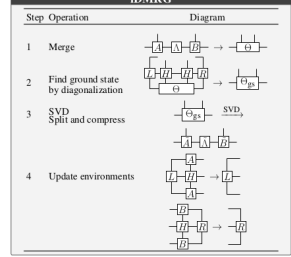 iDMRG
Step Operation Diagram
1 Merge A Λ B → Θ
2 Find ground state by diagonalization L H H R Θ → Θgs
3 SVD Split and compress Θgs SVD
A Λ B
4 Update environments A L H → L A
B H R → R B